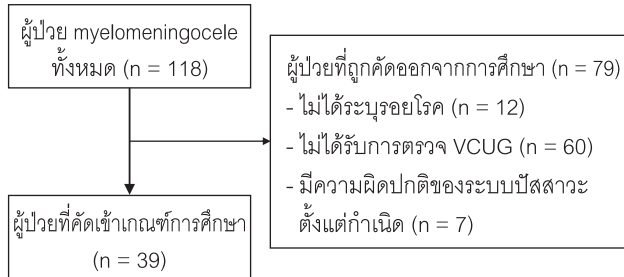 ผู้ป่วย myelomeningocele
ทั้งหมด (n = 118)
ผู้ป่วยที่ถูกคัดออกจากการศึกษา (n = 79)
- ไม่ได้ระบุรอยโรค (n = 12)
- ไม่ได้รับการตรวจ VCUG (n = 60)
- มีความผิดปกติของระบบปัสสาวะ
ตั้งแต่กำเนิด (n = 7)
ผู้ป่วยที่คัดเข้าเกณฑ์การศึกษา
(n = 39)